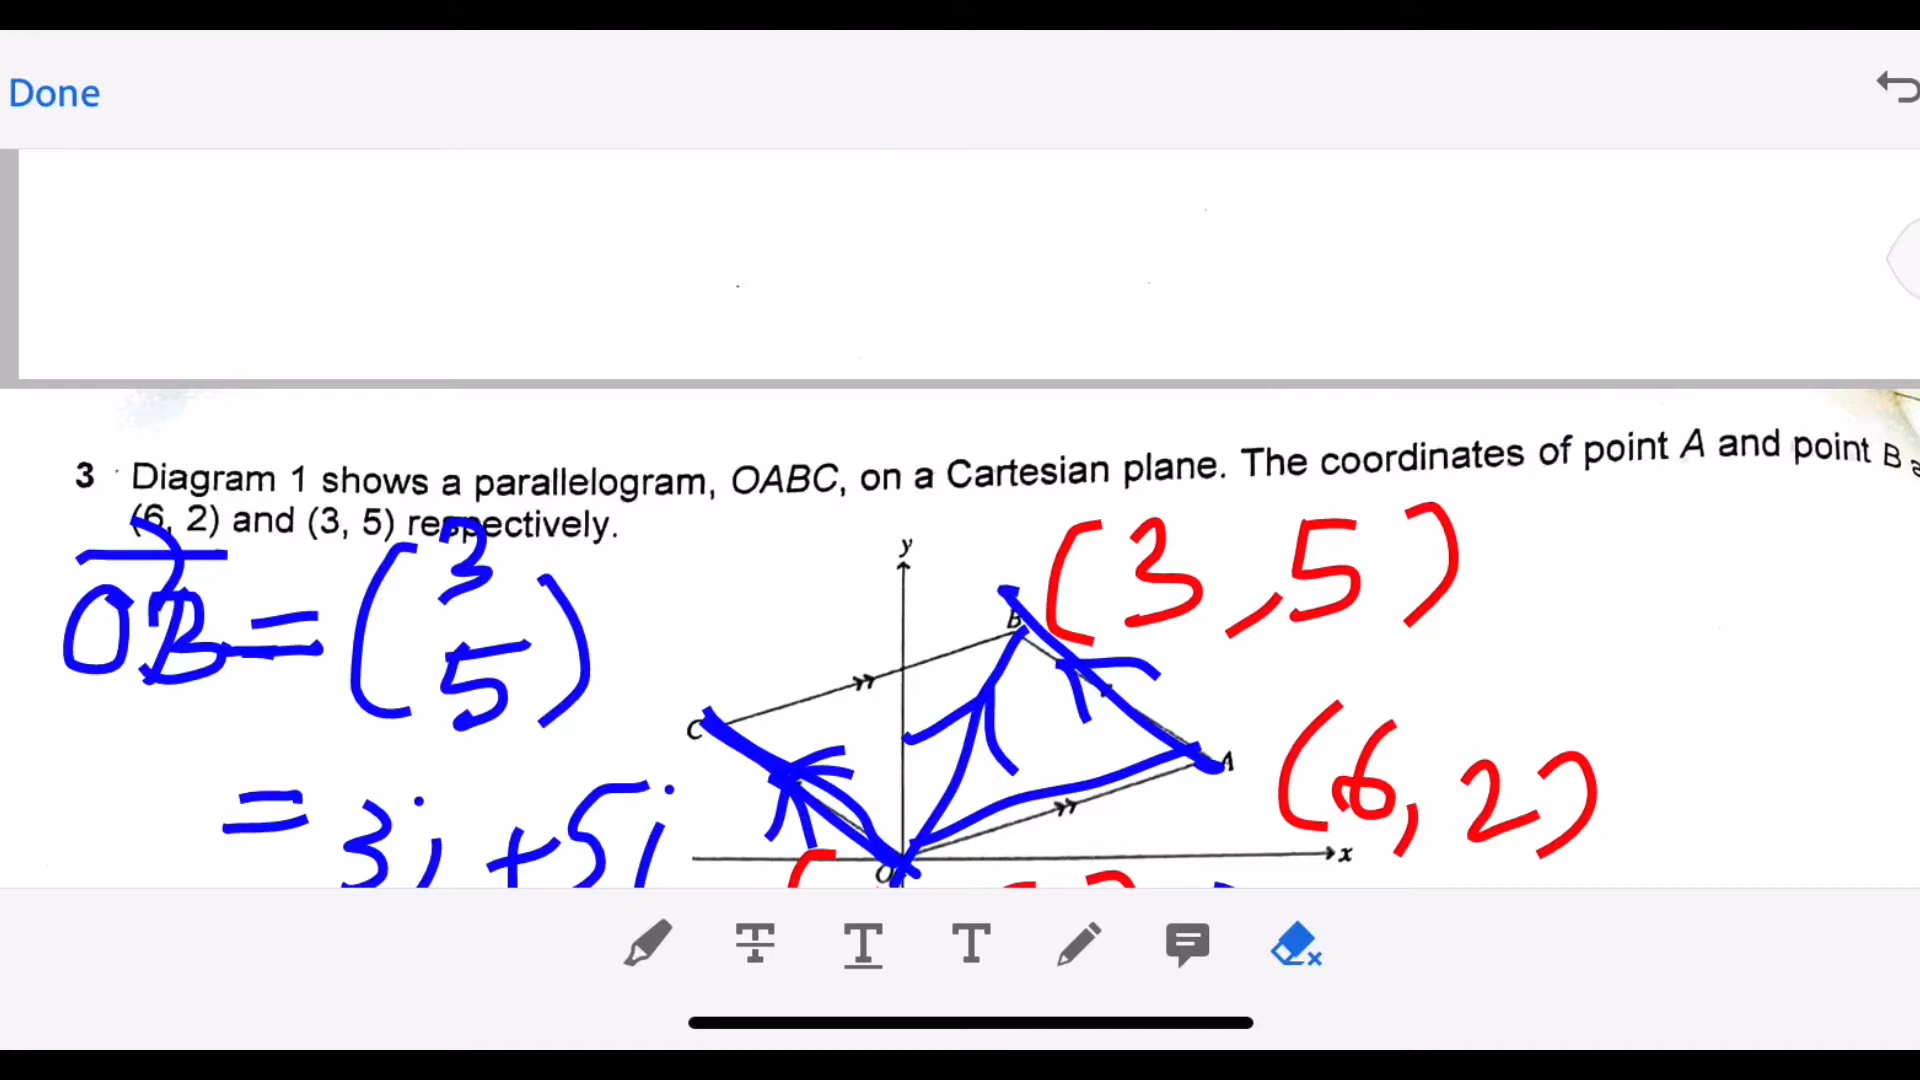 Done
3 Diagram 1 shows a parallelogram, OABC, on a Cartesian plane. The coordinates of point A and point B
(6, 2) and (3, 5) respectively.
y
(3, 5)
OB = (3
5)
B
C
A
(6, 2)
= 3i + 5j
x
O